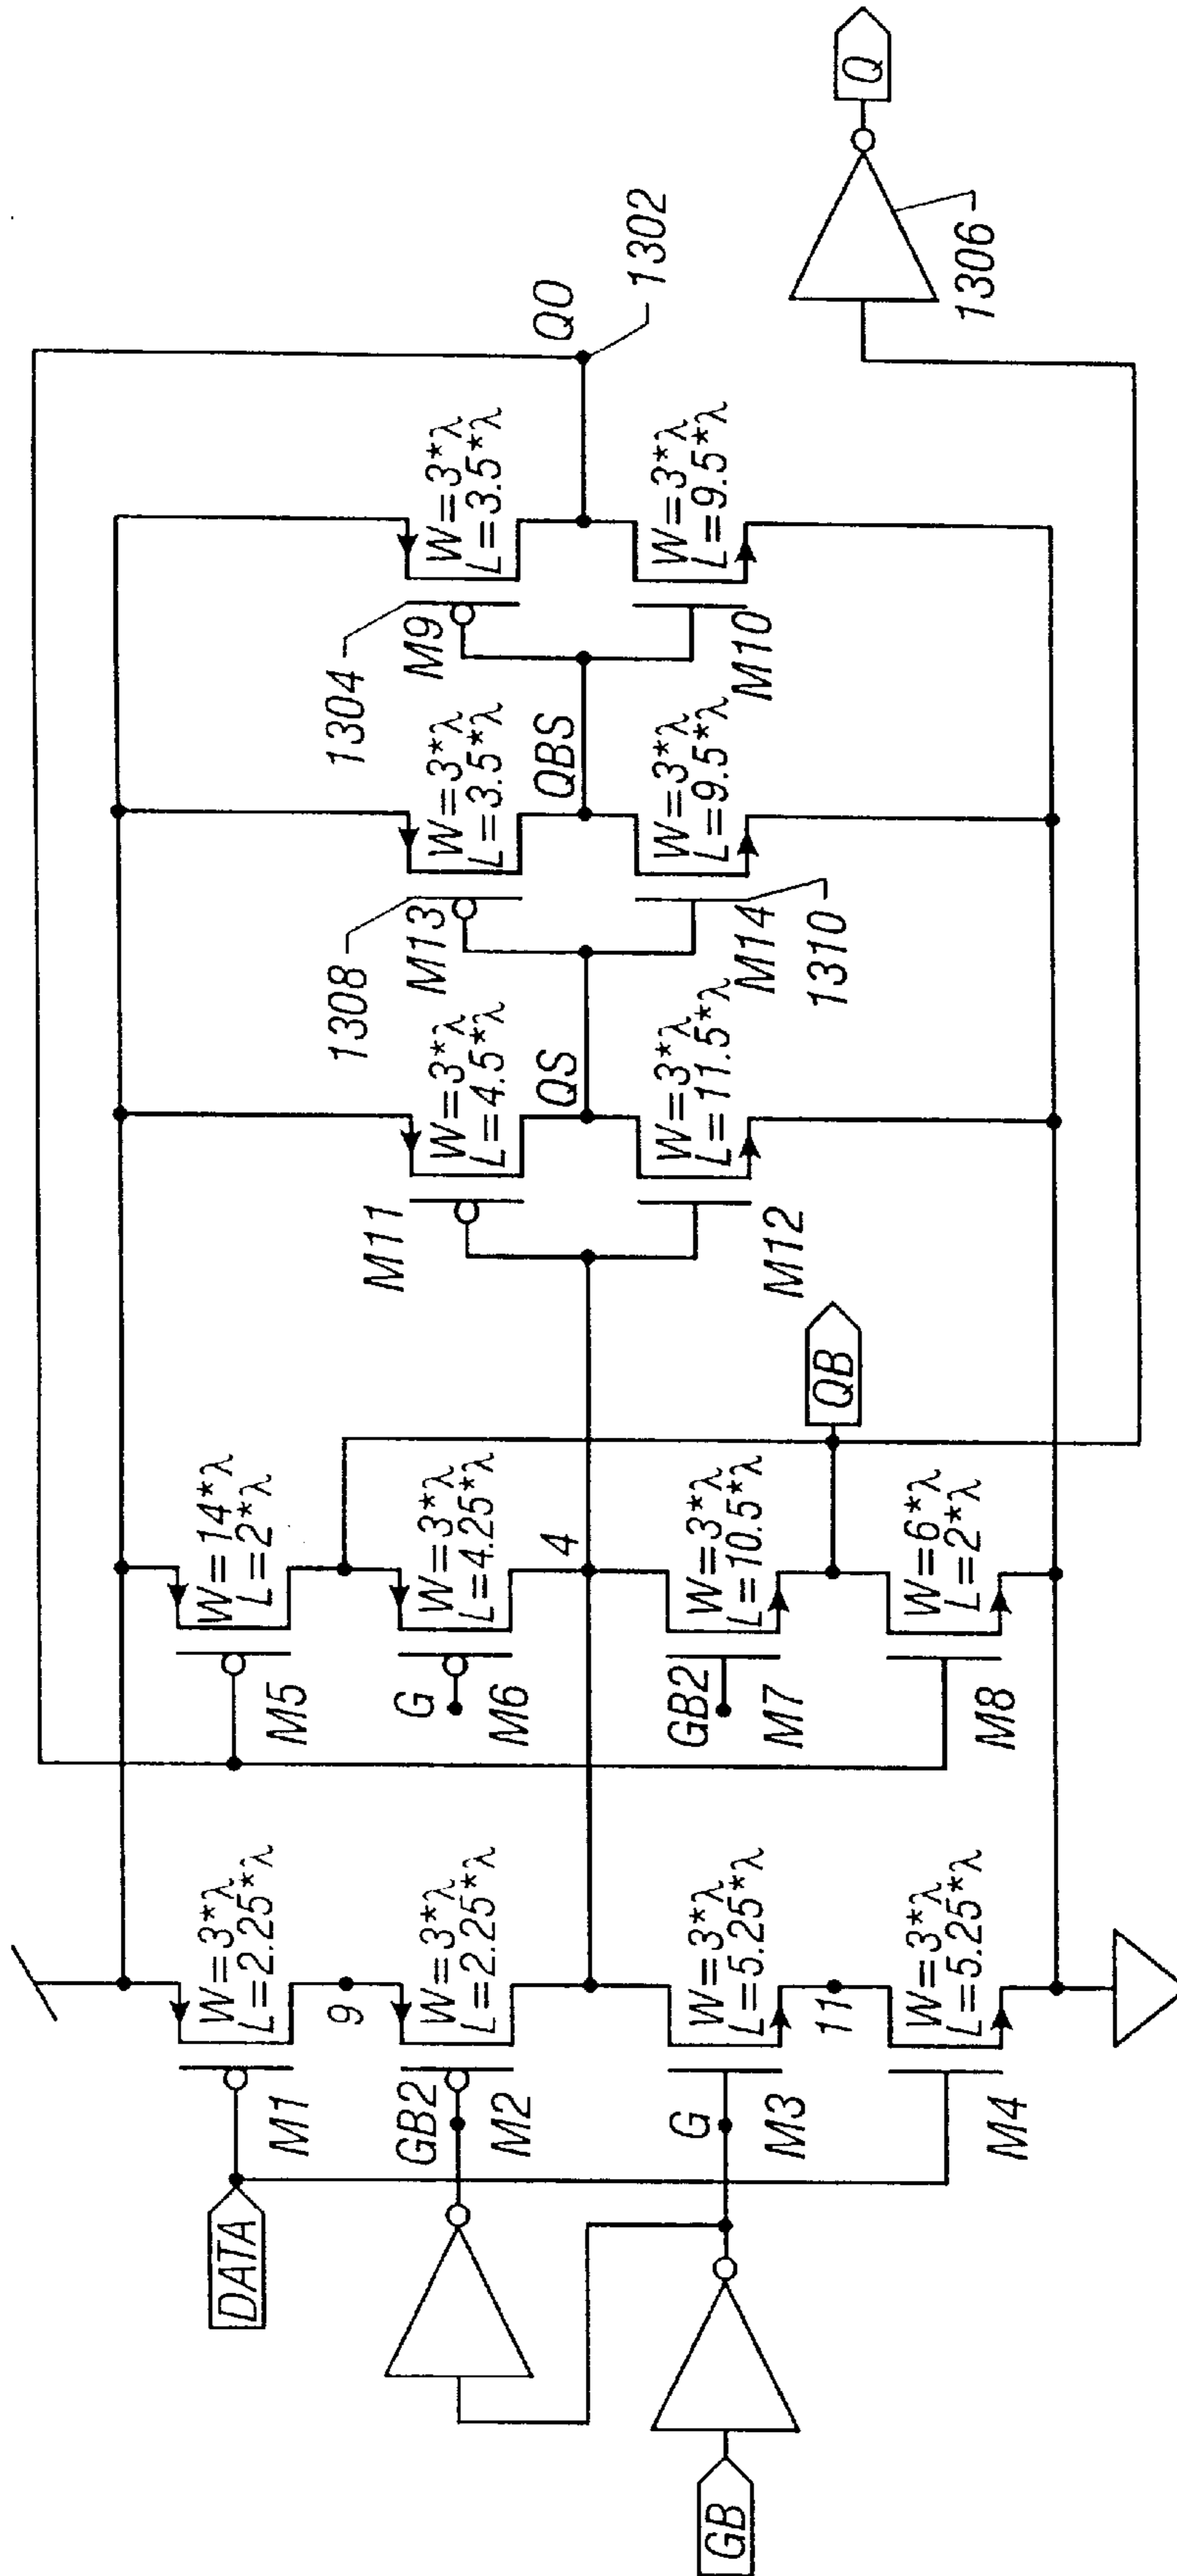 DATA
M1
W=3*λ
L=2.25*λ
9
GB2
M2
W=3*λ
L=2.25*λ
GB
G
M3
W=3*λ
L=5.25*λ
11
M4
W=3*λ
L=5.25*λ
M5
W=14*λ
L=2*λ
G
M6
W=3*λ
L=4.25*λ
4
GB2
M7
W=3*λ
L=10.5*λ
QB
M8
W=6*λ
L=2*λ
M11
W=3*λ
L=4.5*λ
QS
M12
W=3*λ
L=11.5*λ
1308
M13
W=3*λ
L=3.5*λ
QBS
M14
1310
W=3*λ
L=9.5*λ
1304
M9
W=3*λ
L=3.5*λ
M10
W=3*λ
L=9.5*λ
Q0
1302
1306
Q